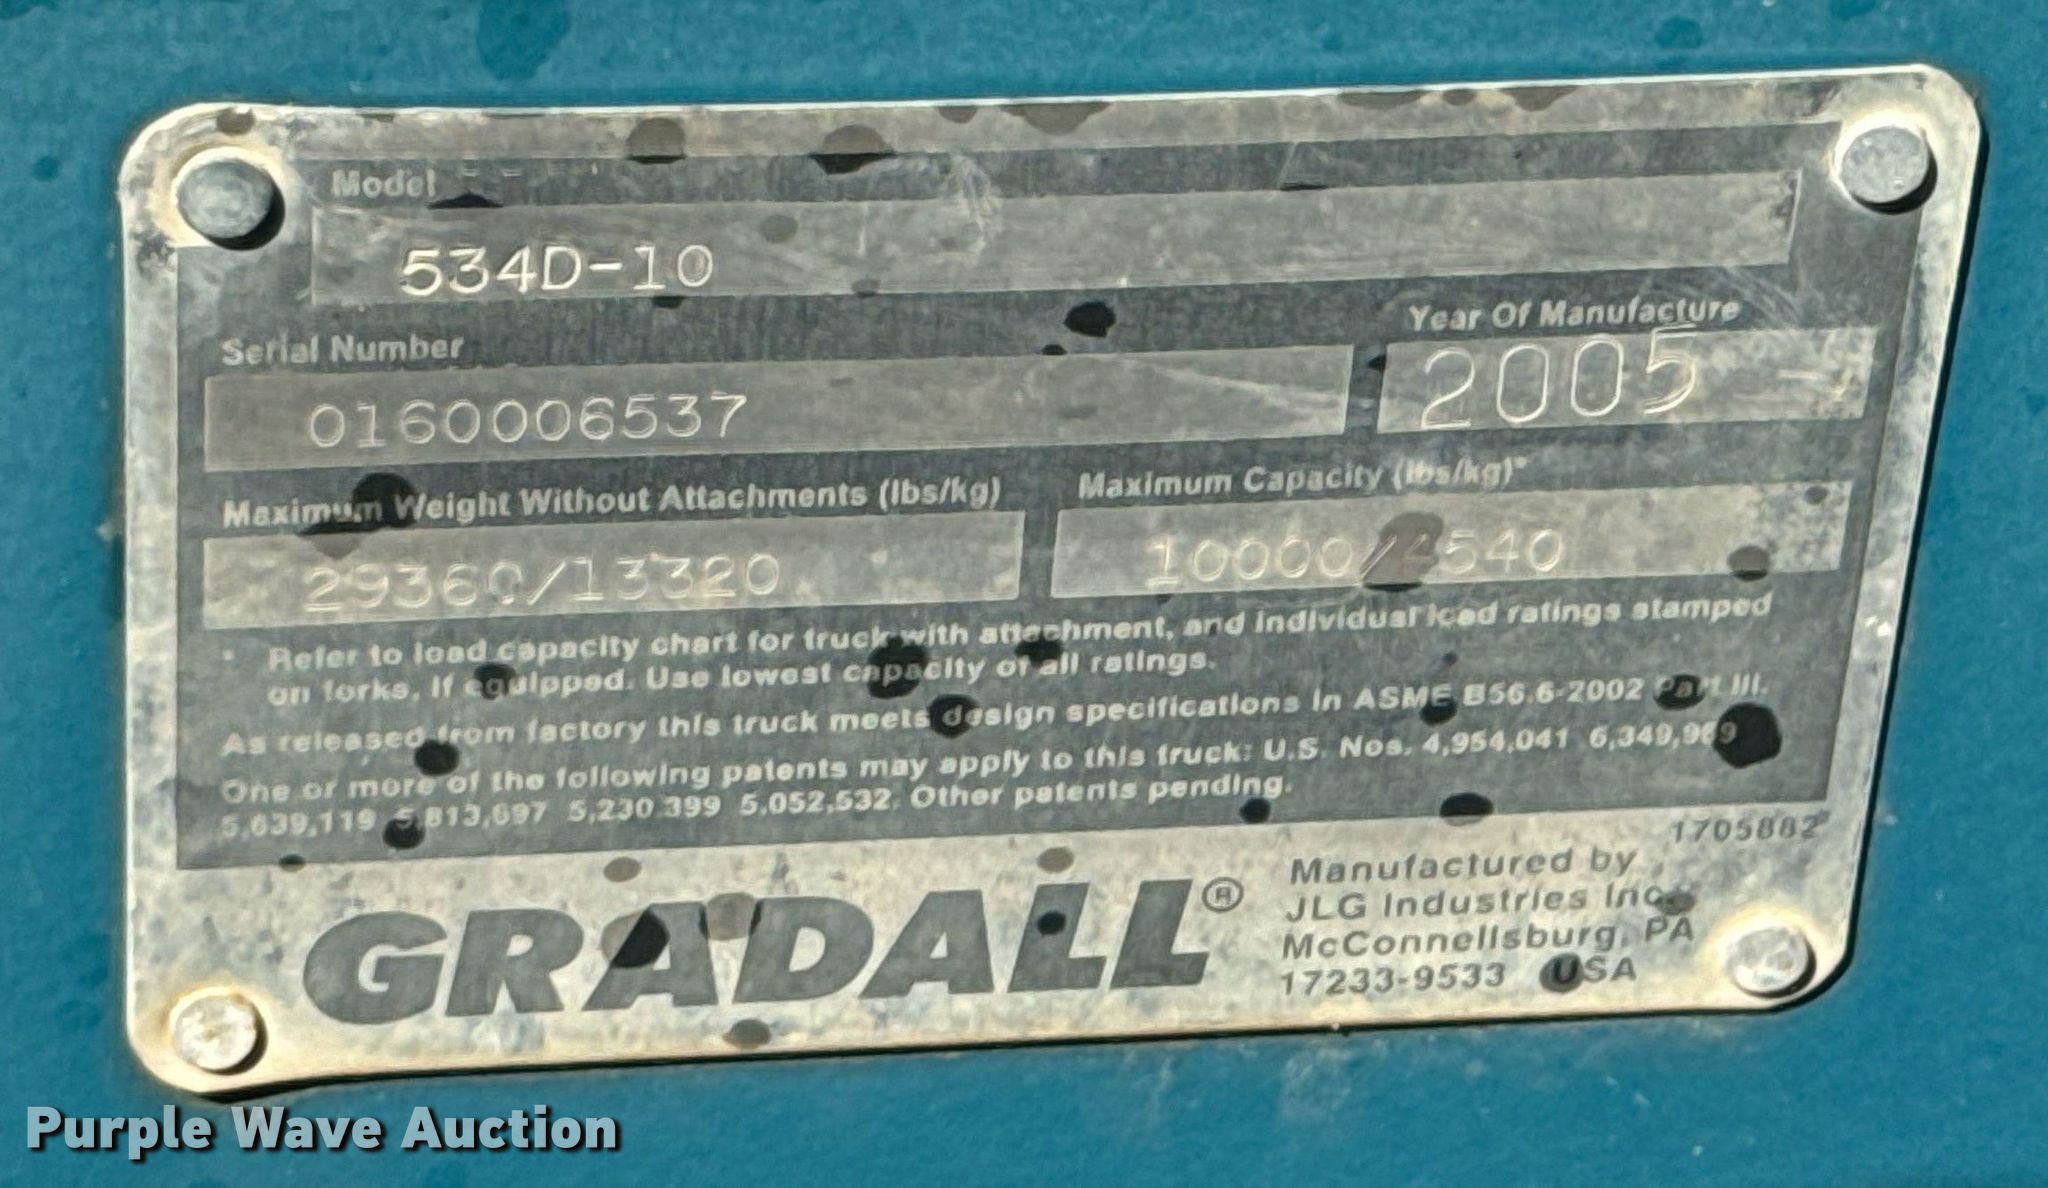 Model
534D-10
Serial Number
Year Of Manufacture
0160006537
2005
Maximum Weight Without Attachments (lbs/kg)
Maximum Capacity (lbs/kg)*
29360/13320
10000/4540
* Refer to load capacity chart for truck with attachment, and individual load ratings stamped
on forks, if equipped. Use lowest capacity of all ratings.
As released from factory this truck meets design specifications in ASME B56.6-2002 Part III.
One or more of the following patents may apply to this truck: U.S. Nos. 4,954,041 6,349,969
5,639,119 5,813,697 5,230,399 5,052,532. Other patents pending.
1705882
GRADALL®
Manufactured by
JLG Industries Inc.
McConnellsburg, PA
17233-9533 USA
Purple Wave Auction